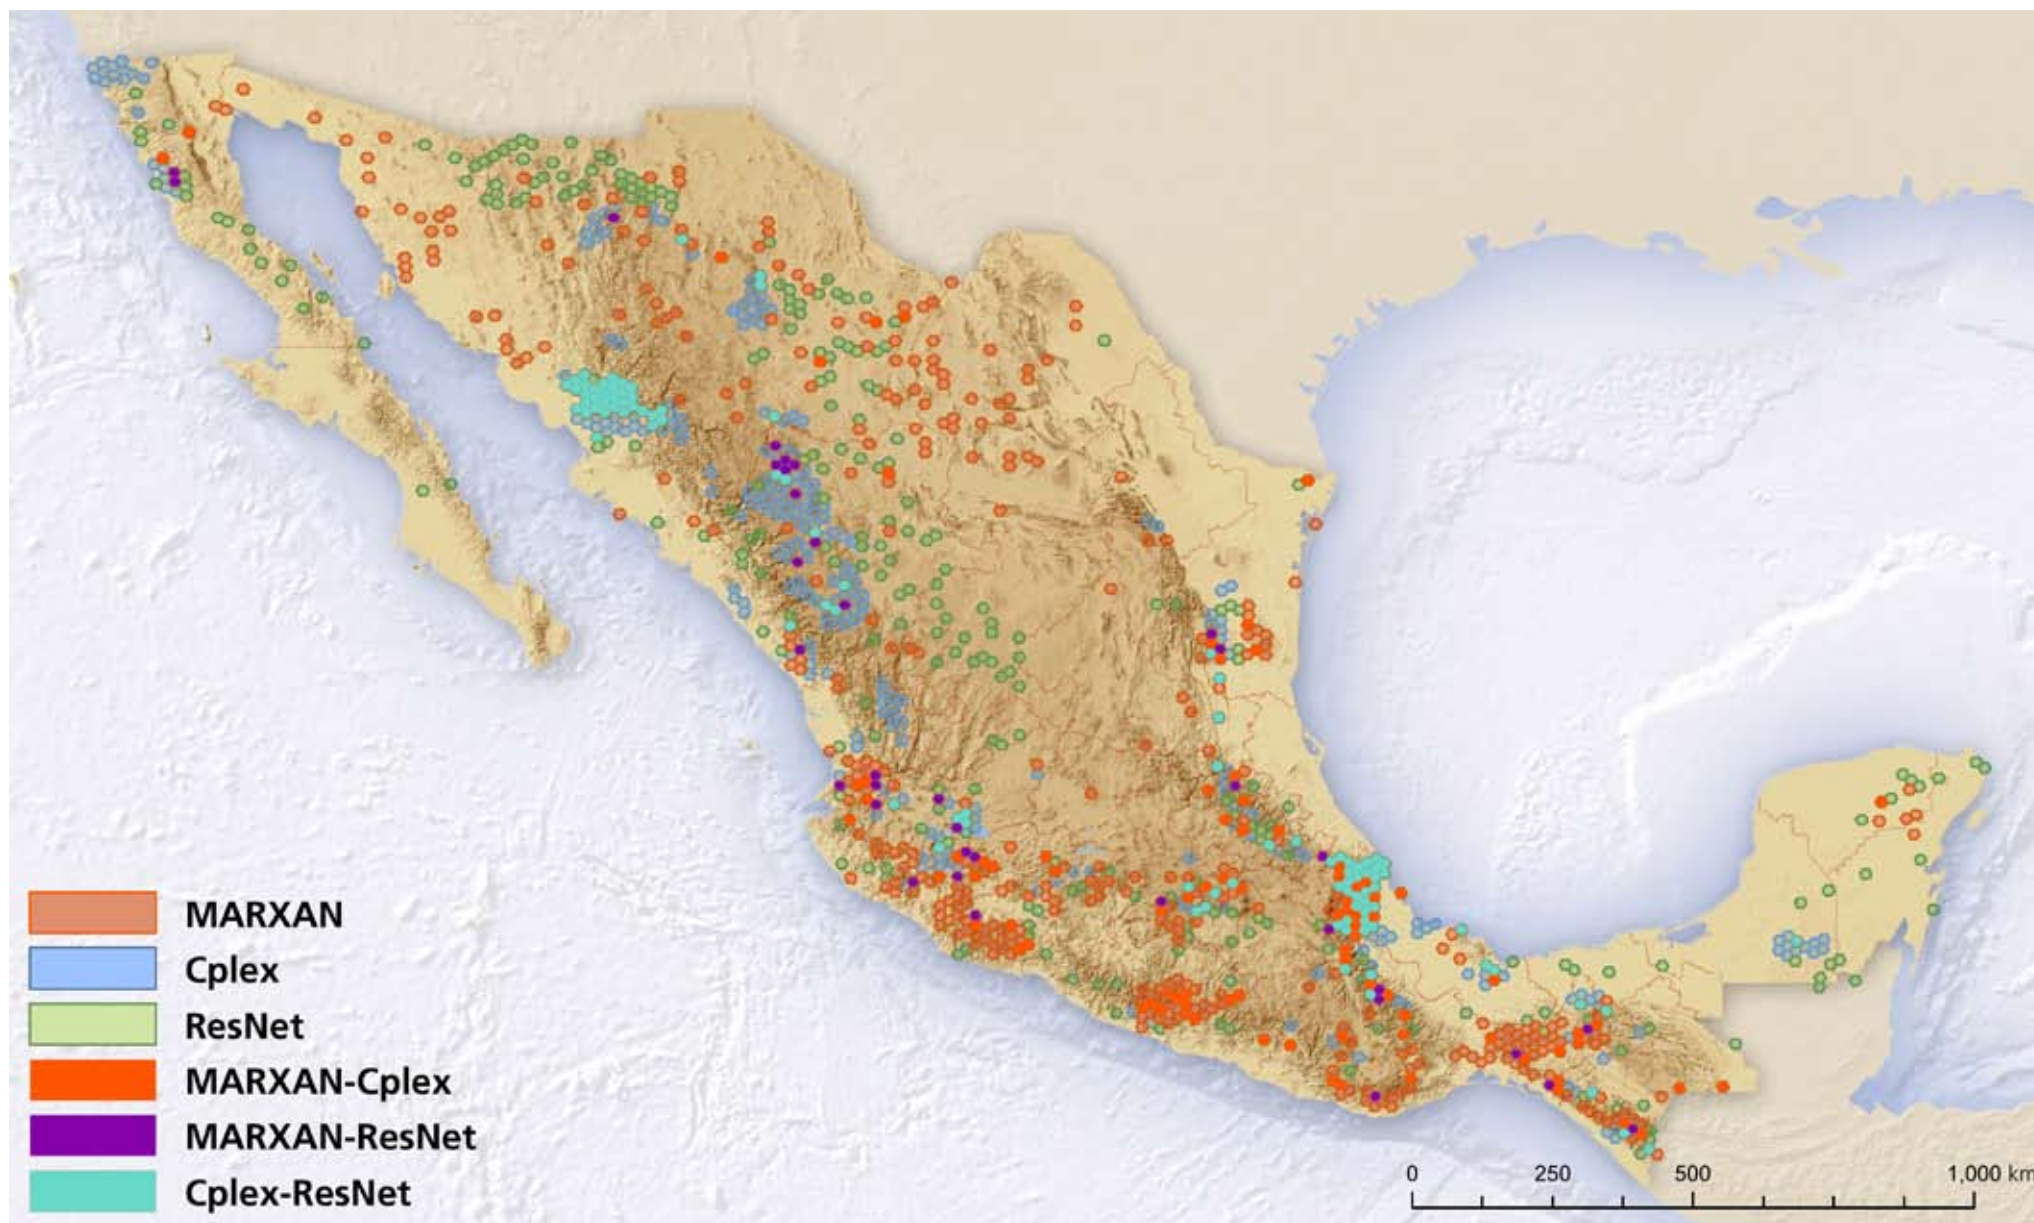 MARXAN
Cplex
ResNet
MARXAN-Cplex
MARXAN-ResNet
Cplex-ResNet
0 250 500 1,000 km